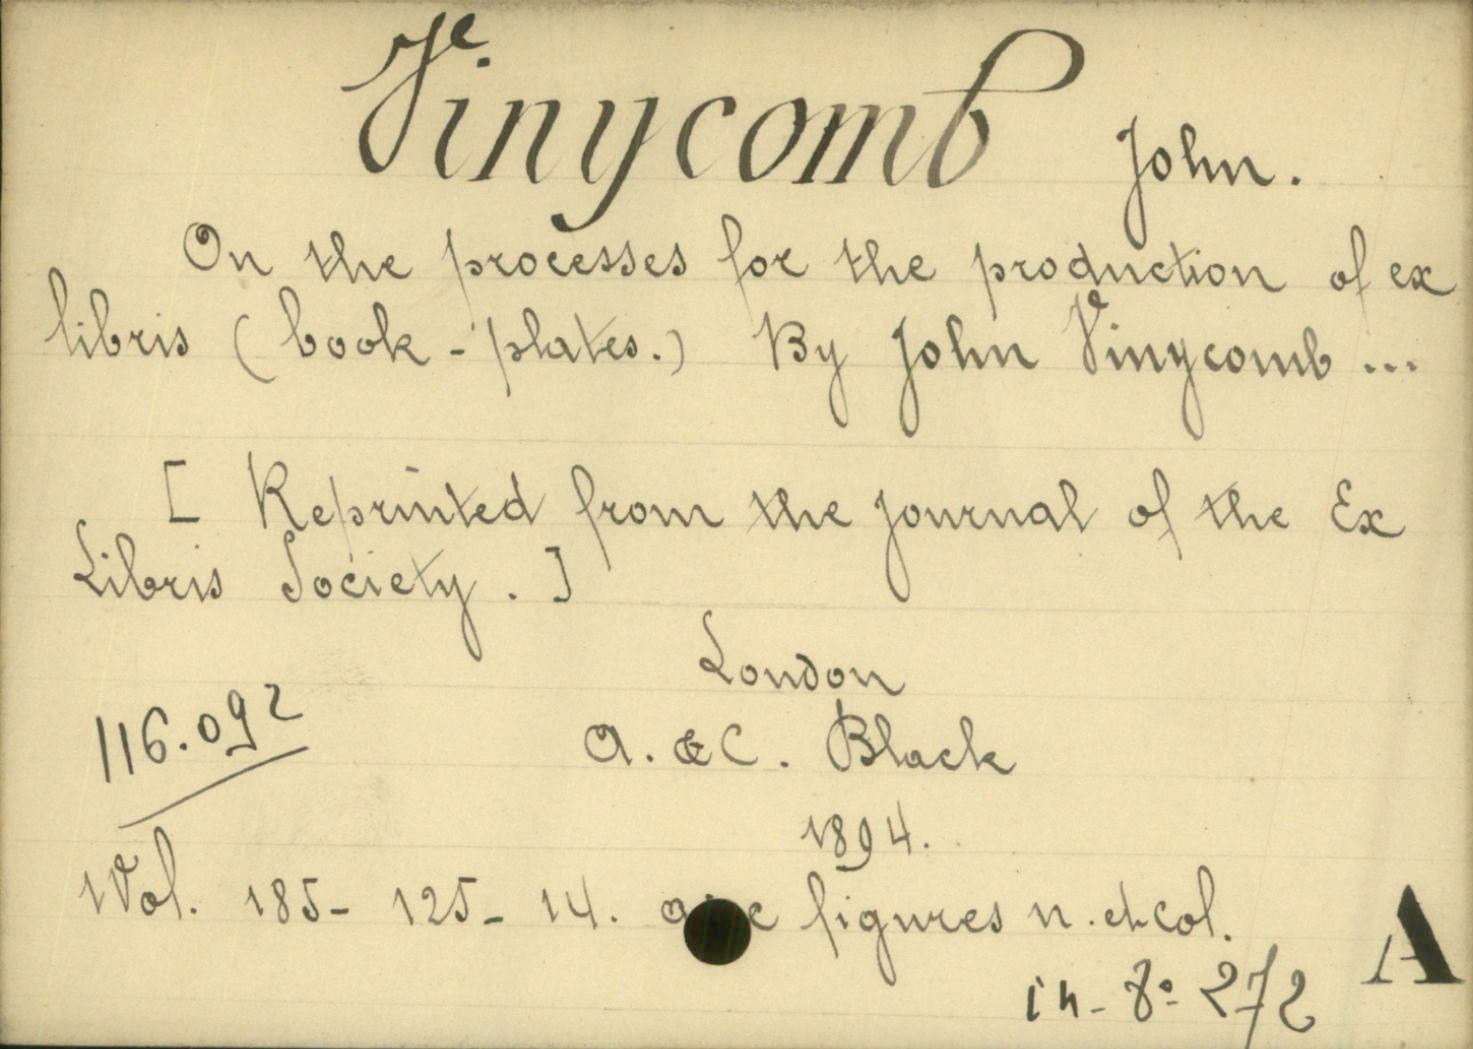 Vinycomb John.
On the processes for the production of ex
libris (book-plates.) By John Vinycomb ...
[Reprinted from the journal of the Ex
Libris Society.]
London
116.092
A. & C. Black
1894.
1 Vol. 185- 125- 14. figures n. et col.
in-8° 272
A